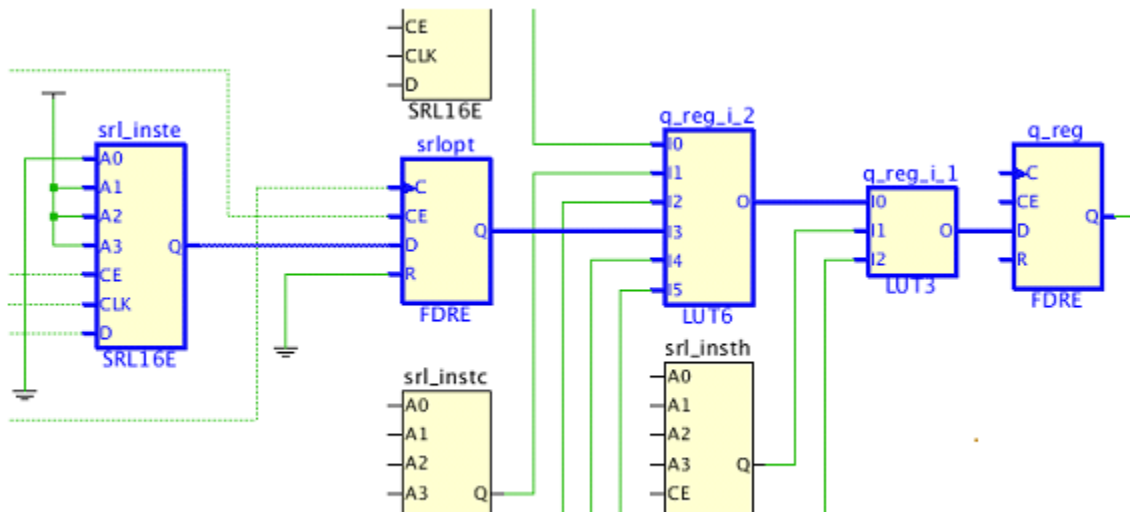 CE
CLK
D
SRL16E
srl_inste
A0
A1
A2
A3
Q
CE
CLK
D
SRL16E
srlopt
C
CE
D
Q
R
FDRE
q_reg_i_2
I0
I1
I2
O
I3
I4
I5
LUT6
q_reg_i_1
I0
I1
O
I2
LUT3
q_reg
C
CE
Q
D
R
FDRE
srl_instc
A0
A1
A2
A3
Q
srl_insth
A0
A1
A2
A3
Q
CE